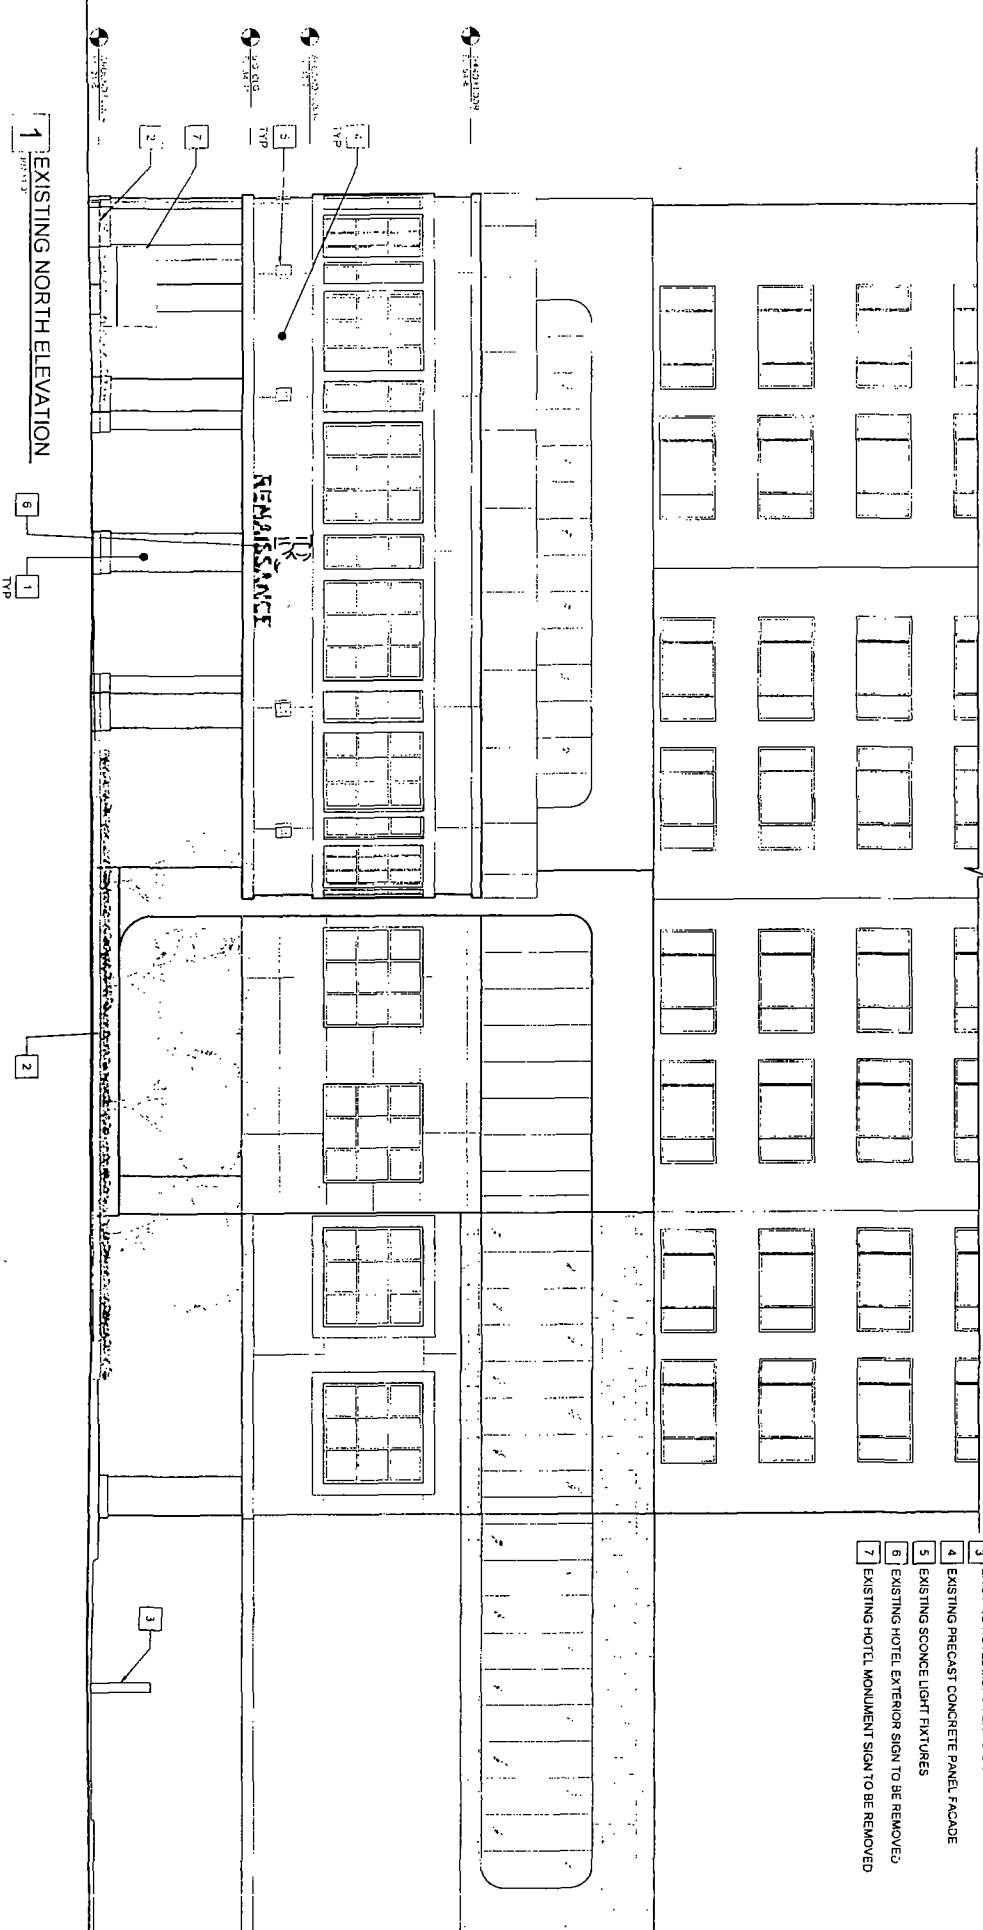 4 EXISTING PRECAST CONCRETE PANEL FACADE
5 EXISTING SCONCE LIGHT FIXTURES
6 EXISTING HOTEL EXTERIOR SIGN TO BE REMOVED
7 EXISTING HOTEL MONUMENT SIGN TO BE REMOVED
4
TYP
5
TYP
7
2
RENAISSANCE
3
1 EXISTING NORTH ELEVATION
6
1
TYP
2